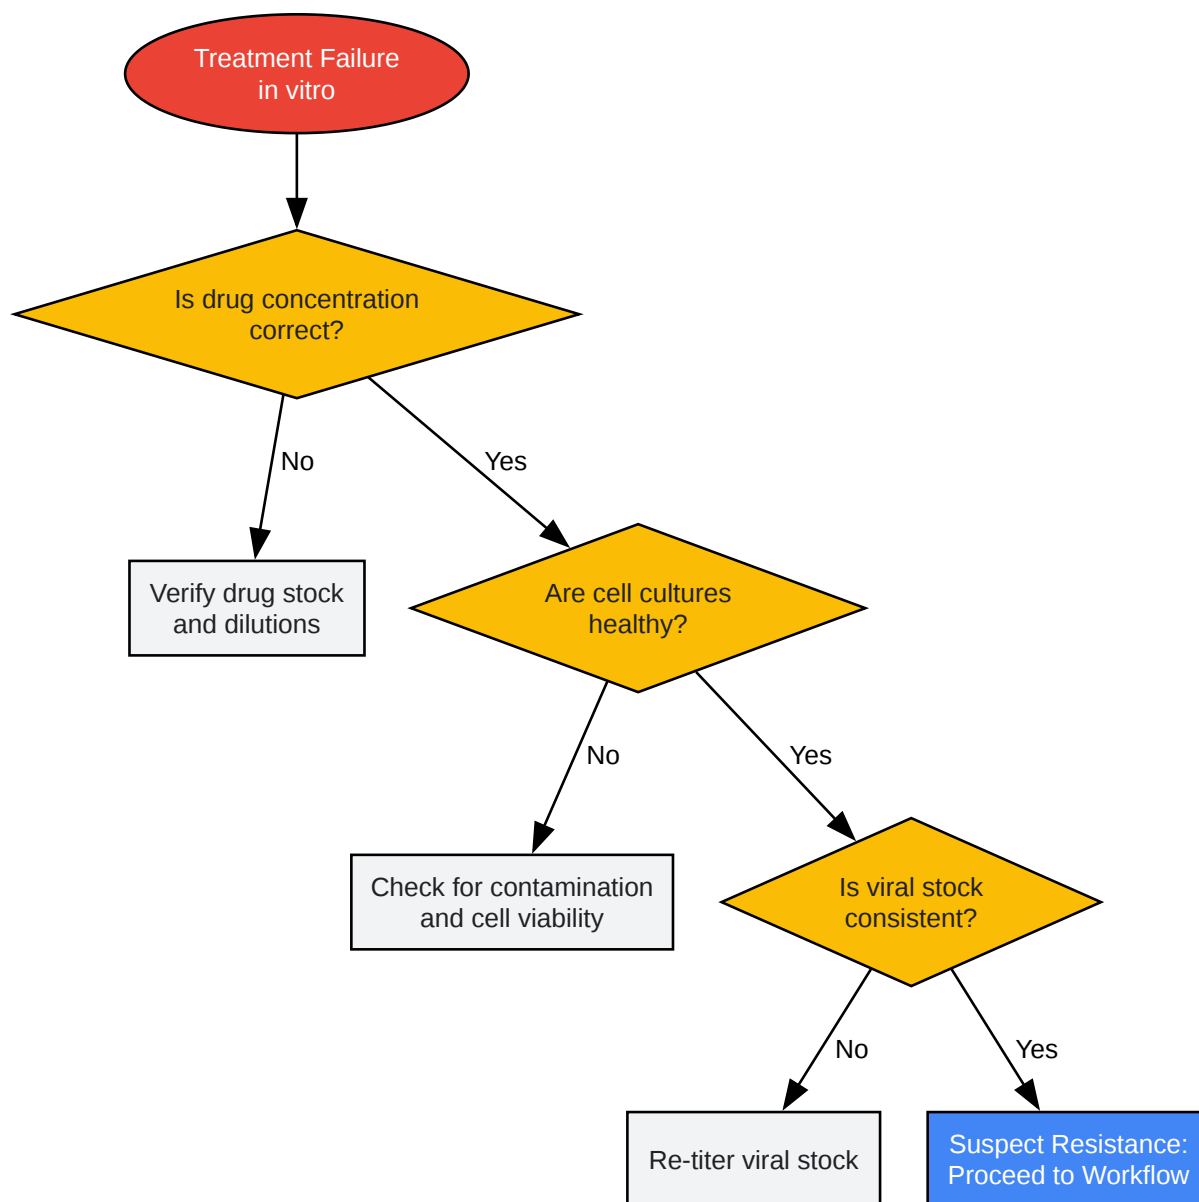 Treatment Failure
in vitro
Is drug concentration
correct?
No
Yes
Verify drug stock
and dilutions
Are cell cultures
healthy?
No
Yes
Check for contamination
and cell viability
Is viral stock
consistent?
No
Yes
Re-titer viral stock
Suspect Resistance:
Proceed to Workflow